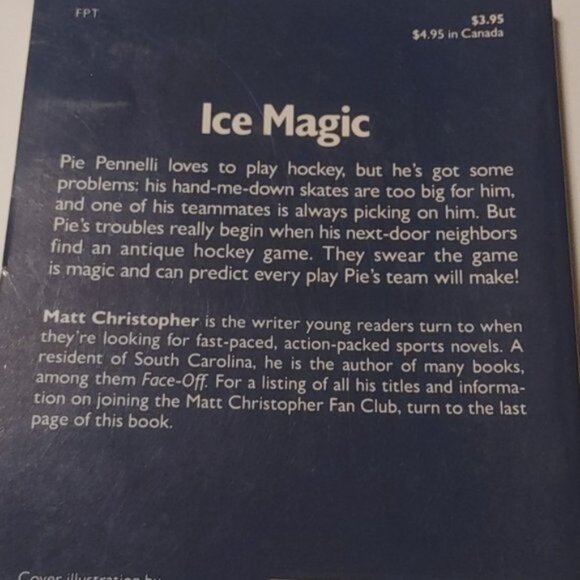 FPT
$3.95
$4.95 in Canada
Ice Magic
Pie Pennelli loves to play hockey, but he's got some
problems: his hand-me-down skates are too big for him,
and one of his teammates is always picking on him. But
Pie's troubles really begin when his next-door neighbors
find an antique hockey game. They swear the game
is magic and can predict every play Pie's team will make!
Matt Christopher is the writer young readers turn to when
they're looking for fast-paced, action-packed sports novels. A
resident of South Carolina, he is the author of many books,
among them Face-Off. For a listing of all his titles and informa-
tion on joining the Matt Christopher Fan Club, turn to the last
page of this book.
Cover illustration by